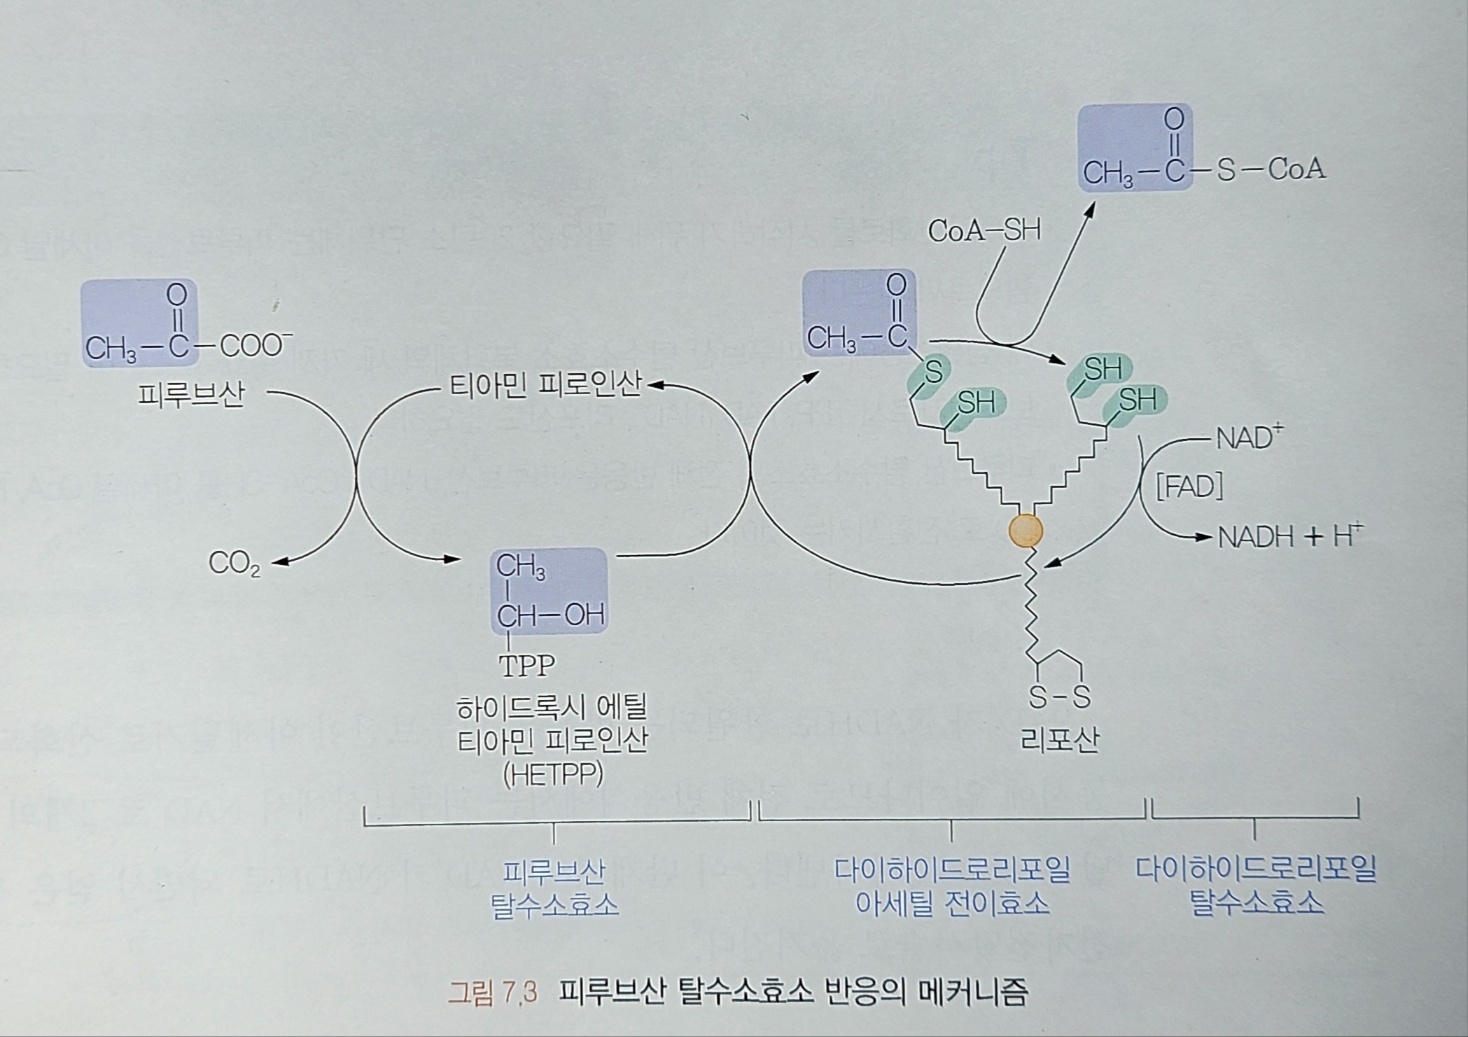 O
CH₃—C—S—CoA
CoA—SH
O
CH₃—C—COO⁻
피루브산
O
CH₃—C
S
SH
SH
SH
티아민 피로인산
NAD⁺
[FAD]
NADH + H⁺
CO₂
CH₃
CH—OH
TPP
하이드록시 에틸
티아민 피로인산
(HETPP)
S-S
리포산
피루브산
탈수소효소
다이하이드로리포일
아세틸 전이효소
다이하이드로리포일
탈수소효소
그림 7.3 피루브산 탈수소효소 반응의 메커니즘